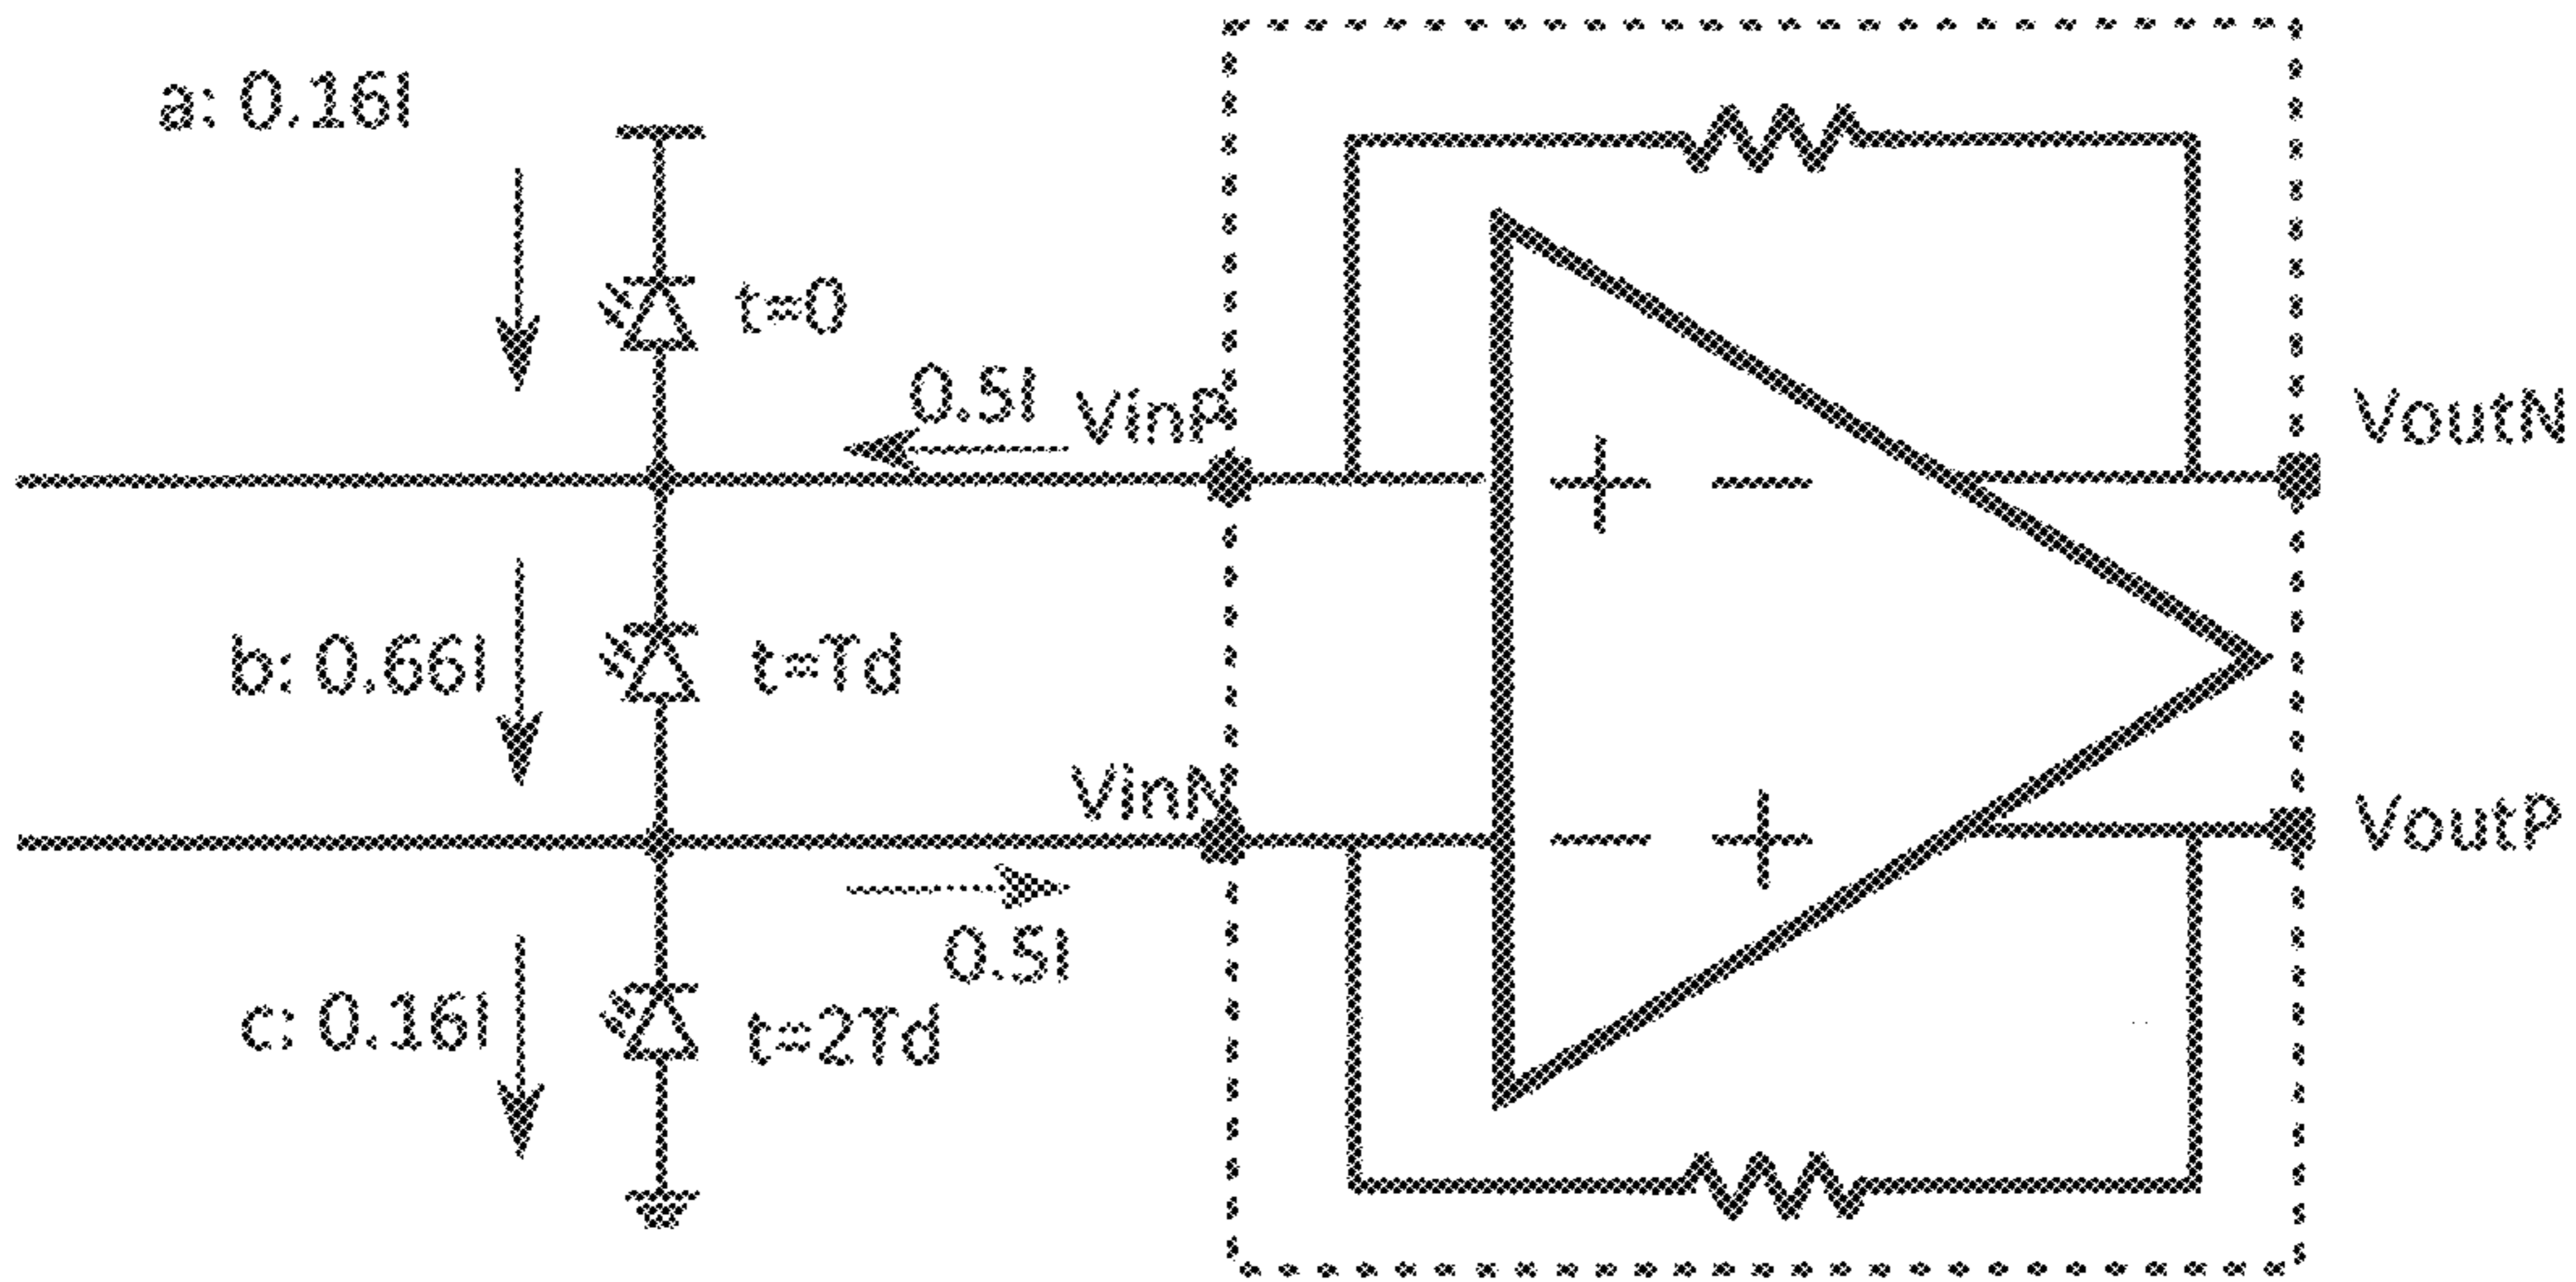 a: 0.16I
t=0
0.5I
VinP
VoutN
b: 0.66I
t=Td
VinN
VoutP
0.5I
c: 0.16I
t=2Td